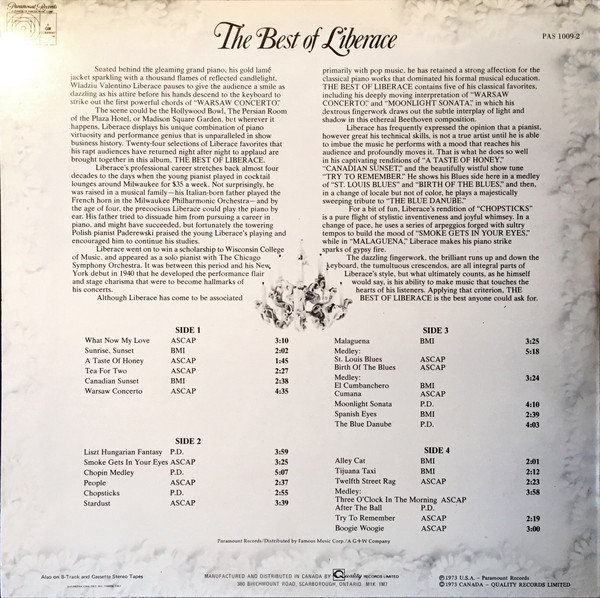 Paramount Records
The Best of Liberace
PAS 1009-2
Seated behind the gleaming grand piano, his gold lamé
jacket sparkling with a thousand flames of reflected candlelight,
Wladziu Valentino Liberace pauses to give the audience a smile as
dazzling as his attire before his hands descend to the keyboard to
strike out the first powerful chords of "WARSAW CONCERTO."
The scene could be the Hollywood Bowl, The Persian Room
of the Plaza Hotel, or Madison Square Garden, but wherever it
happens, Liberace displays his unique combination of piano
virtuosity and performance genius that is unparalleled in show
business history. Twenty-four selections of Liberace favorites that
his rapt audiences have returned night after night to applaud are
brought together in this album, THE BEST OF LIBERACE.
Liberace's professional career stretches back almost four
decades to the days when the young pianist played in cocktail
lounges around Milwaukee for $35 a week. Not surprisingly, he
was raised in a musical family—his Italian-born father played the
French horn in the Milwaukee Philharmonic Orchestra—and by
the age of four, the precocious Liberace could play the piano by
ear. His father tried to dissuade him from pursuing a career in
piano, and might have succeeded, but fortunately the towering
Polish pianist Paderewski praised the young Liberace's playing and
encouraged him to continue his studies.
Liberace went on to win a scholarship to Wisconsin College
of Music, and appeared as a solo pianist with The Chicago
Symphony Orchestra. It was between this period and his New
York debut in 1940 that he developed the performance flair
and stage charisma that were to become hallmarks of
his concerts.
Although Liberace has come to be associated
primarily with pop music, he has retained a strong affection for the
classical piano works that dominated his formal musical education.
THE BEST OF LIBERACE contains five of his classical favorites,
including his deeply moving interpretation of "WARSAW
CONCERTO," and "MOONLIGHT SONATA," in which his
dextrous fingerwork draws out the subtle interplay of light and
shadow in this ethereal Beethoven composition.
Liberace has frequently expressed the opinion that a pianist,
however great his technical skills, is not a true artist until he is able
to imbue the music he performs with a mood that reaches his
audience and profoundly moves it. That is what he does so well
in his captivating renditions of "A TASTE OF HONEY,"
"CANADIAN SUNSET," and the beautifully wistful show tune
"TRY TO REMEMBER." He shows his Blues side here in a medley
of "ST. LOUIS BLUES" and "BIRTH OF THE BLUES," and then,
in a change of locale but not of color, he plays a majestically
sweeping tribute to "THE BLUE DANUBE."
For a bit of fun, Liberace's rendition of "CHOPSTICKS"
is a pure flight of stylistic inventiveness and joyful whimsy. In a
change of pace, he uses a series of arpeggios forged with sultry
tempos to build the mood of "SMOKE GETS IN YOUR EYES,"
while in "MALAGUENA," Liberace makes his piano strike
sparks of gypsy fire.
The dazzling fingerwork, the brilliant runs up and down the
keyboard, the tumultuous crescendos, are all integral parts of
Liberace's style, but what ultimately counts, as he himself
would say, is his ability to make music that touches the
hearts of his listeners. Applying that criterion, THE
BEST OF LIBERACE is the best anyone could ask for.
SIDE 1
What Now My Love ASCAP 3:10
Sunrise, Sunset BMI 2:02
A Taste Of Honey ASCAP 1:45
Tea For Two ASCAP 2:27
Canadian Sunset BMI 2:38
Warsaw Concerto ASCAP 4:35
SIDE 2
Liszt Hungarian Fantasy P.D. 3:59
Smoke Gets In Your Eyes ASCAP 3:25
Chopin Medley P.D. 5:07
People ASCAP 2:37
Chopsticks P.D. 2:55
Stardust ASCAP 3:39
SIDE 3
Malaguena BMI 3:25
Medley: 5:18
St. Louis Blues ASCAP
Birth Of The Blues ASCAP
Medley: 3:24
El Cumbanchero BMI
Cumana ASCAP
Moonlight Sonata P.D. 4:10
Spanish Eyes BMI 2:39
The Blue Danube P.D. 4:03
SIDE 4
Alley Cat BMI 2:01
Tijuana Taxi BMI 2:12
Twelfth Street Rag ASCAP 2:23
Medley: 3:58
Three O'Clock In The Morning ASCAP
After The Ball P.D.
Try To Remember ASCAP 2:19
Boogie Woogie ASCAP 3:00
Paramount Records/Distributed by Famous Music Corp./A G+W Company
Also on 8-Track and Cassette Stereo Tapes
MANUFACTURED AND DISTRIBUTED IN CANADA BY Quality RECORDS LIMITED
380 BIRCHMOUNT ROAD, SCARBOROUGH, ONTARIO M1K 1M7
℗1973 U.S.A. – Paramount Records
©1973 CANADA – QUALITY RECORDS LIMITED